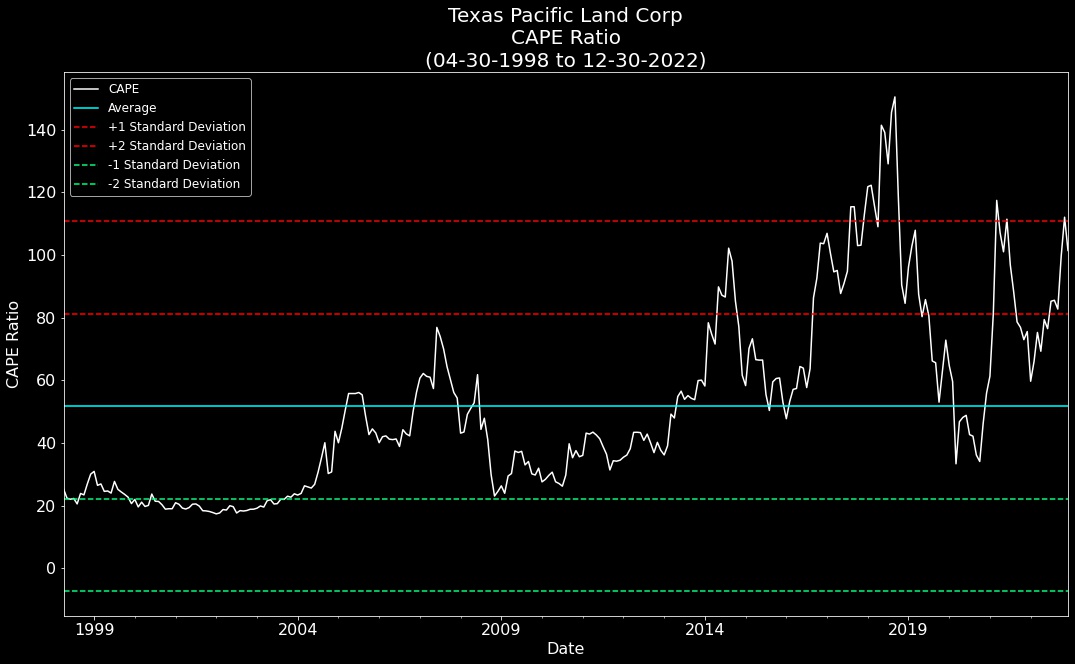 Texas Pacific Land Corp
CAPE Ratio
(04-30-1998 to 12-30-2022)
CAPE
Average
+1 Standard Deviation
+2 Standard Deviation
-1 Standard Deviation
-2 Standard Deviation
140
120
100
80
60
40
20
0
CAPE Ratio
1999
2004
2009
2014
2019
Date